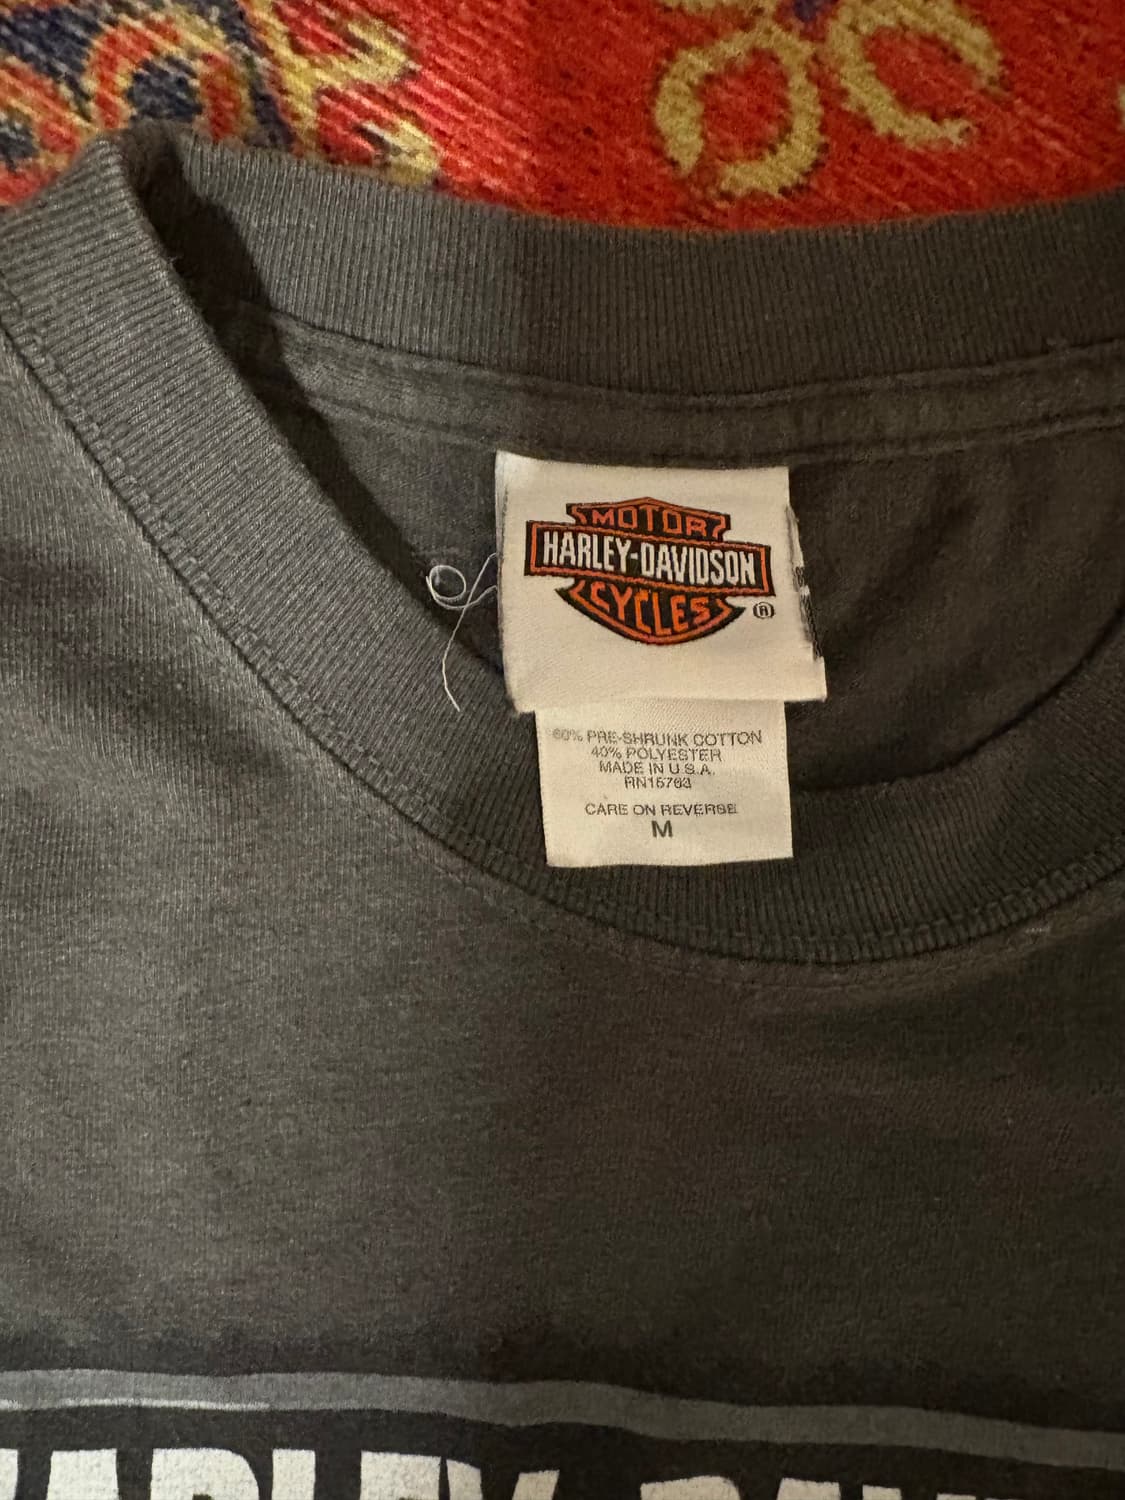 MOTOR
HARLEY-DAVIDSON
CYCLES
®
60% PRE-SHRUNK COTTON
40% POLYESTER
MADE IN U.S.A.
RN15763
CARE ON REVERSE
M